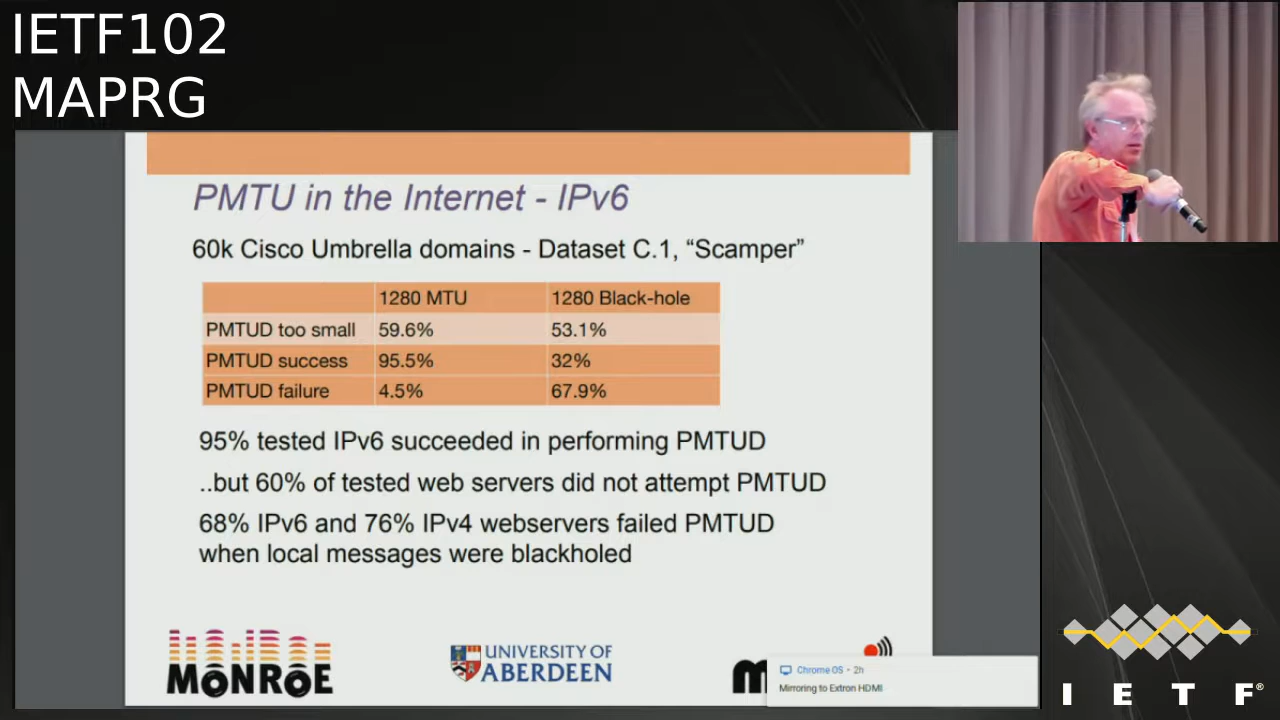 IETF102
MAPRG
PMTU in the Internet - IPv6
60k Cisco Umbrella domains - Dataset C.1, “Scamper”
1280 MTU 1280 Black-hole
PMTUD too small 59.6% 53.1%
PMTUD success 95.5% 32%
PMTUD failure 4.5% 67.9%
95% tested IPv6 succeeded in performing PMTUD
..but 60% of tested web servers did not attempt PMTUD
68% IPv6 and 76% IPv4 webservers failed PMTUD
when local messages were blackholed
MONROE
UNIVERSITY OF
ABERDEEN
Chrome OS • 2h
Mirroring to Extron HDMI
I E T F®